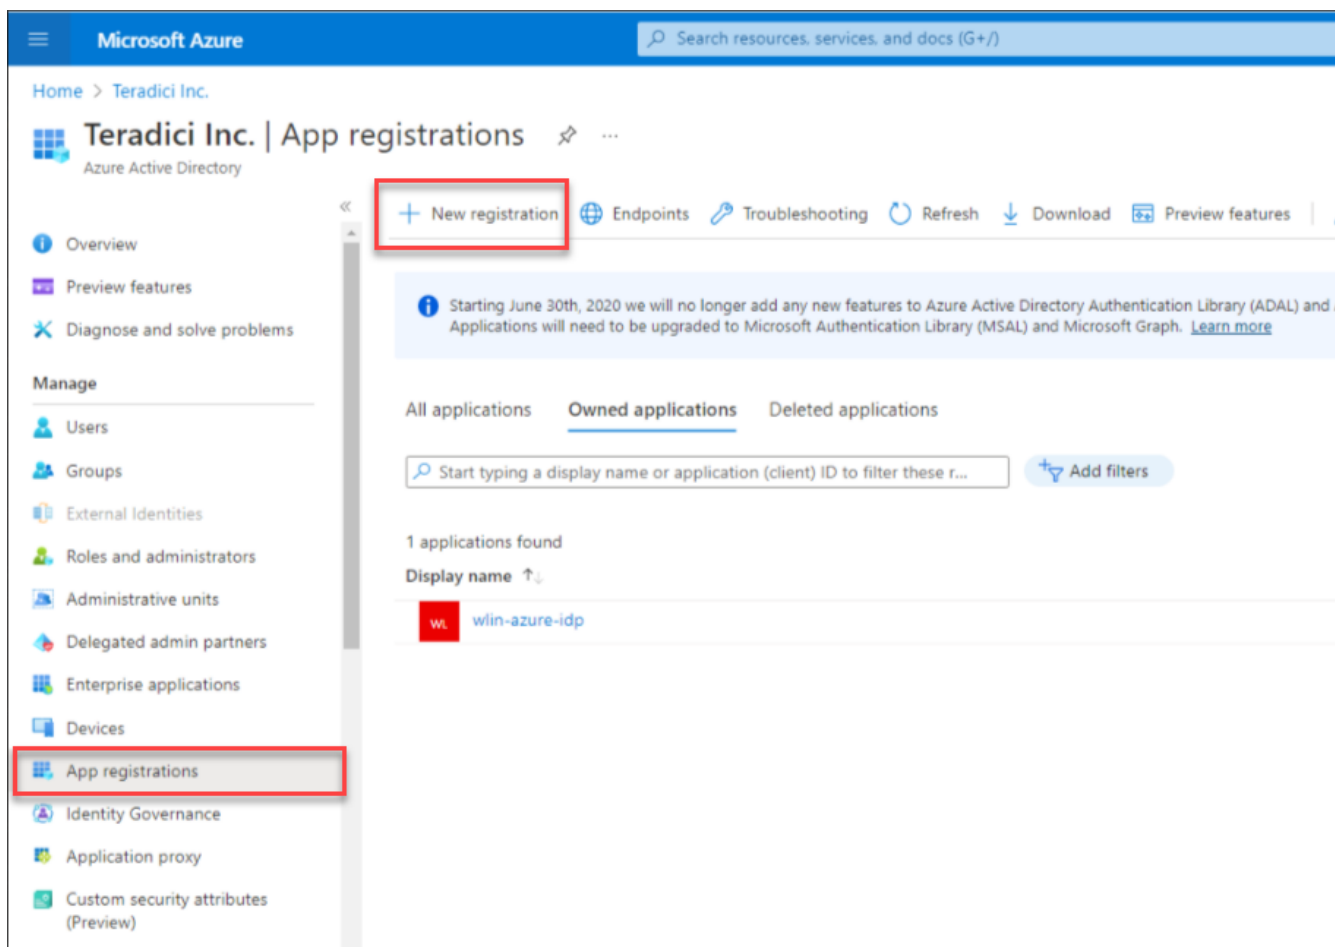 Microsoft Azure
Search resources, services, and docs (G+/)
Home > Teradici Inc.
Teradici Inc. | App registrations ...
Azure Active Directory
«
+ New registration
Endpoints
Troubleshooting
Refresh
Download
Preview features
Overview
Preview features
Diagnose and solve problems
Manage
Users
Groups
External Identities
Roles and administrators
Administrative units
Delegated admin partners
Enterprise applications
Devices
App registrations
Identity Governance
Application proxy
Custom security attributes
(Preview)
Starting June 30th, 2020 we will no longer add any new features to Azure Active Directory Authentication Library (ADAL) and
Applications will need to be upgraded to Microsoft Authentication Library (MSAL) and Microsoft Graph. Learn more
All applications
Owned applications
Deleted applications
Start typing a display name or application (client) ID to filter these r...
Add filters
1 applications found
Display name ↑↓
WL
wlin-azure-idp